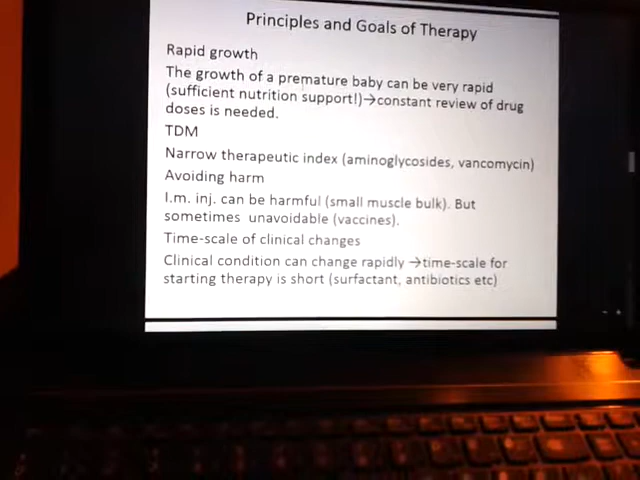 Principles and Goals of Therapy
Rapid growth
The growth of a premature baby can be very rapid
(sufficient nutrition support!)→constant review of drug
doses is needed.
TDM
Narrow therapeutic index (aminoglycosides, vancomycin)
Avoiding harm
I.m. inj. can be harmful (small muscle bulk). But
sometimes unavoidable (vaccines).
Time-scale of clinical changes
Clinical condition can change rapidly →time-scale for
starting therapy is short (surfactant, antibiotics etc)